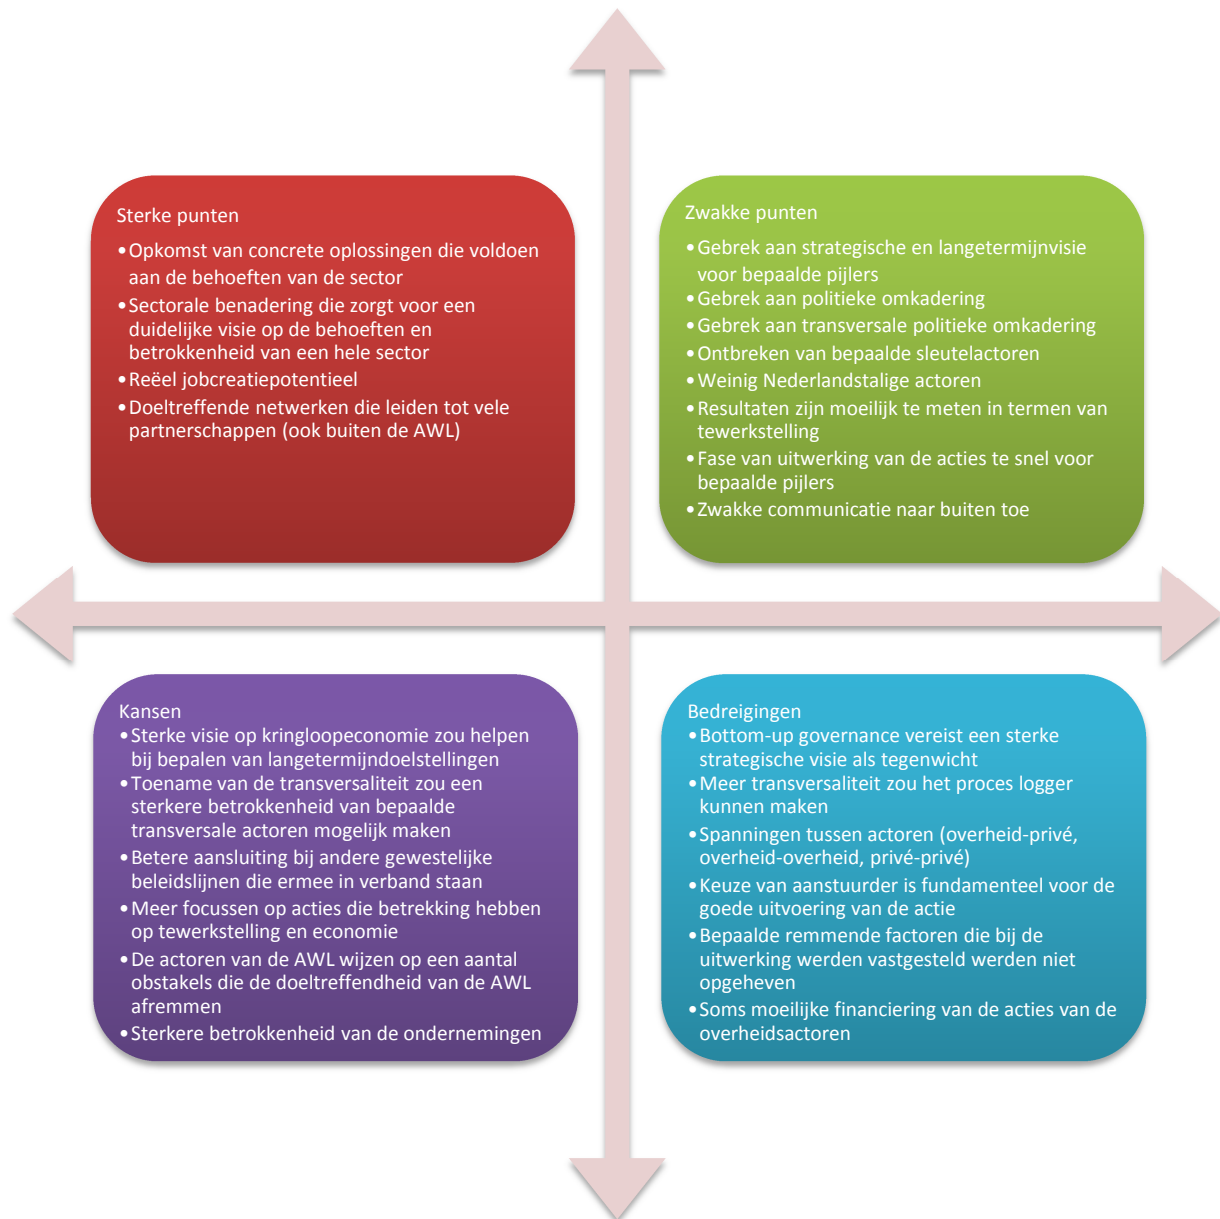 Sterke punten
•Opkomst van concrete oplossingen die voldoen
aan de behoeften van de sector
•Sectorale benadering die zorgt voor een
duidelijke visie op de behoeften en
betrokkenheid van een hele sector
•Reëel jobcreatiepotentieel
•Doeltreffende netwerken die leiden tot vele
partnerschappen (ook buiten de AWL)
Zwakke punten
•Gebrek aan strategische en langetermijnvisie
voor bepaalde pijlers
•Gebrek aan politieke omkadering
•Gebrek aan transversale politieke omkadering
•Ontbreken van bepaalde sleutelactoren
•Weinig Nederlandstalige actoren
•Resultaten zijn moeilijk te meten in termen van
tewerkstelling
•Fase van uitwerking van de acties te snel voor
bepaalde pijlers
•Zwakke communicatie naar buiten toe
Kansen
•Sterke visie op kringloopeconomie zou helpen
bij bepalen van langetermijndoelstellingen
•Toename van de transversaliteit zou een
sterkere betrokkenheid van bepaalde
transversale actoren mogelijk maken
•Betere aansluiting bij andere gewestelijke
beleidslijnen die ermee in verband staan
•Meer focussen op acties die betrekking hebben
op tewerkstelling en economie
•De actoren van de AWL wijzen op een aantal
obstakels die de doeltreffendheid van de AWL
afremmen
•Sterkere betrokkenheid van de ondernemingen
Bedreigingen
•Bottom-up governance vereist een sterke
strategische visie als tegenwicht
•Meer transversaliteit zou het proces logger
kunnen maken
•Spanningen tussen actoren (overheid-privé,
overheid-overheid, privé-privé)
•Keuze van aanstuurder is fundamenteel voor de
goede uitvoering van de actie
•Bepaalde remmende factoren die bij de
uitwerking werden vastgesteld werden niet
opgeheven
•Soms moeilijke financiering van de acties van de
overheidsactoren